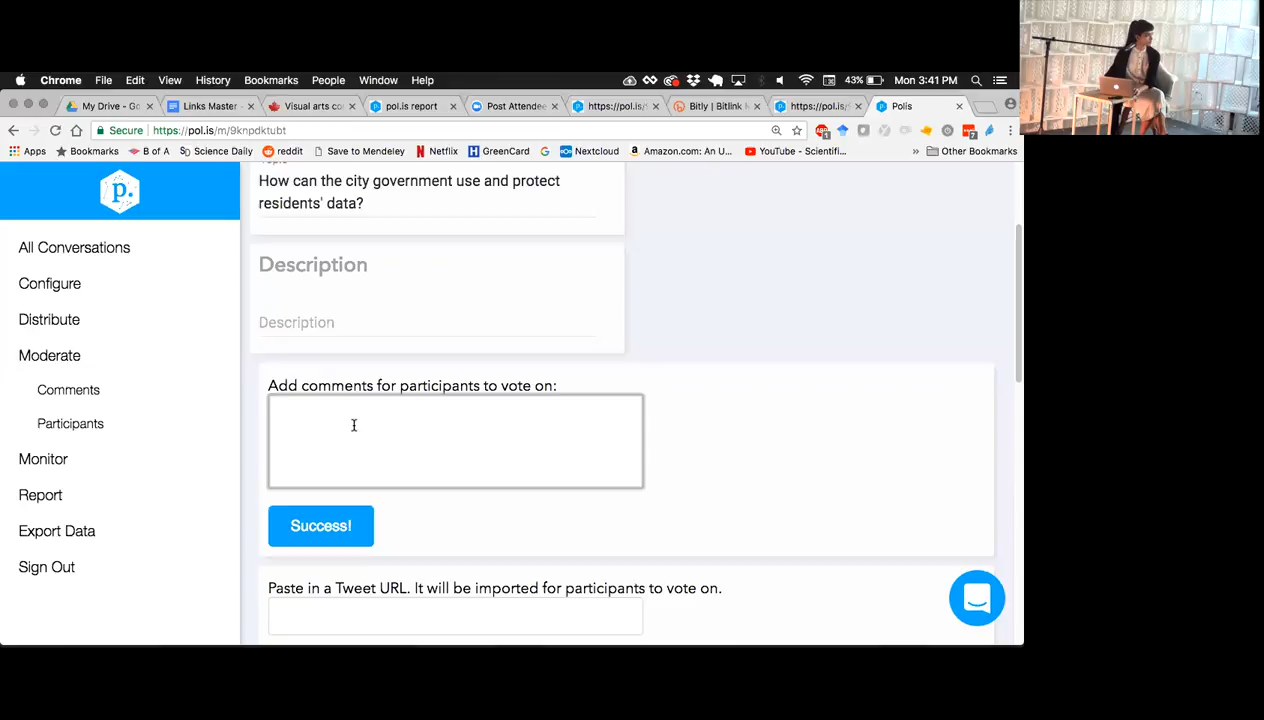 Chrome File Edit View History Bookmarks People Window Help 43% Mon 3:41 PM
My Drive - Go Links Master - Visual arts co pol.is report Post Attendee https://pol.is/ Bitly | Bitlink M https://pol.is/ Polis
Secure https://pol.is/m/9knpdktubt
Apps Bookmarks B of A Science Daily reddit Save to Mendeley Netflix GreenCard Nextcloud Amazon.com: An U... YouTube - Scientifi... » Other Bookmarks
p.
All Conversations
Configure
Distribute
Moderate
Comments
Participants
Monitor
Report
Export Data
Sign Out
How can the city government use and protect
residents' data?
Description
Description
Add comments for participants to vote on:
Success!
Paste in a Tweet URL. It will be imported for participants to vote on.